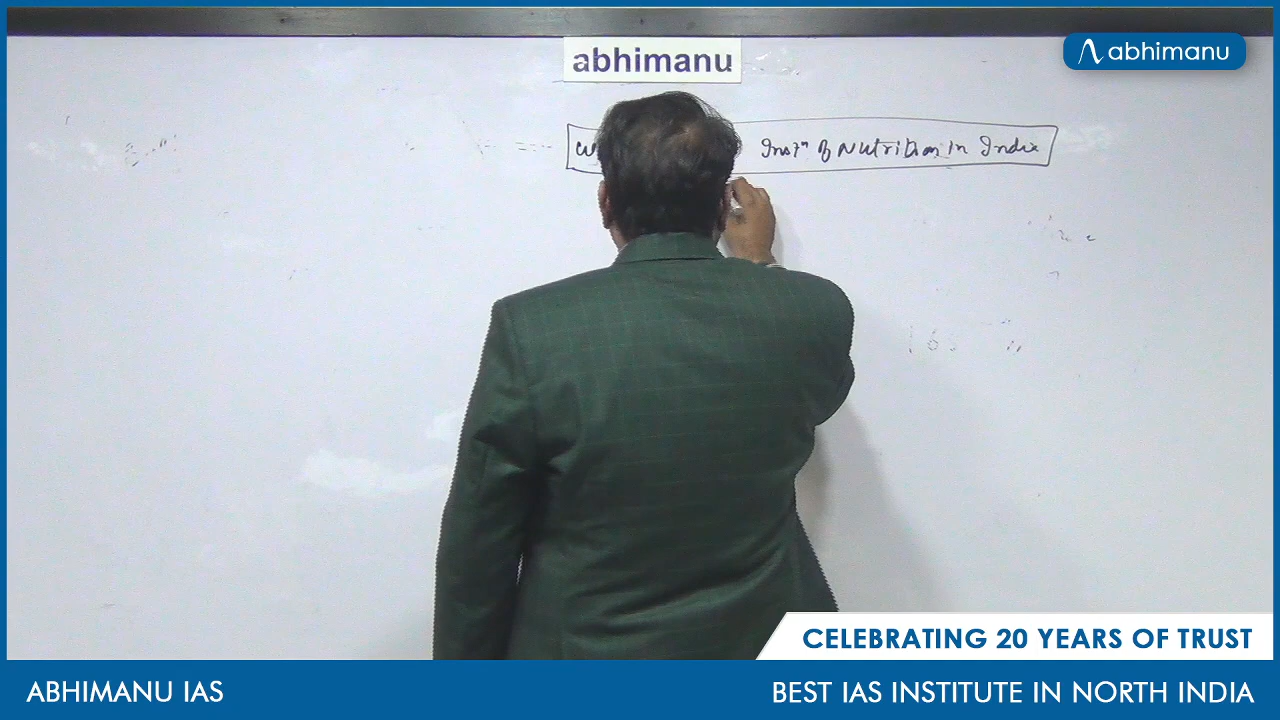 abhimanu
abhimanu
Instn of Nutrition in India
CELEBRATING 20 YEARS OF TRUST
ABHIMANU IAS
BEST IAS INSTITUTE IN NORTH INDIA